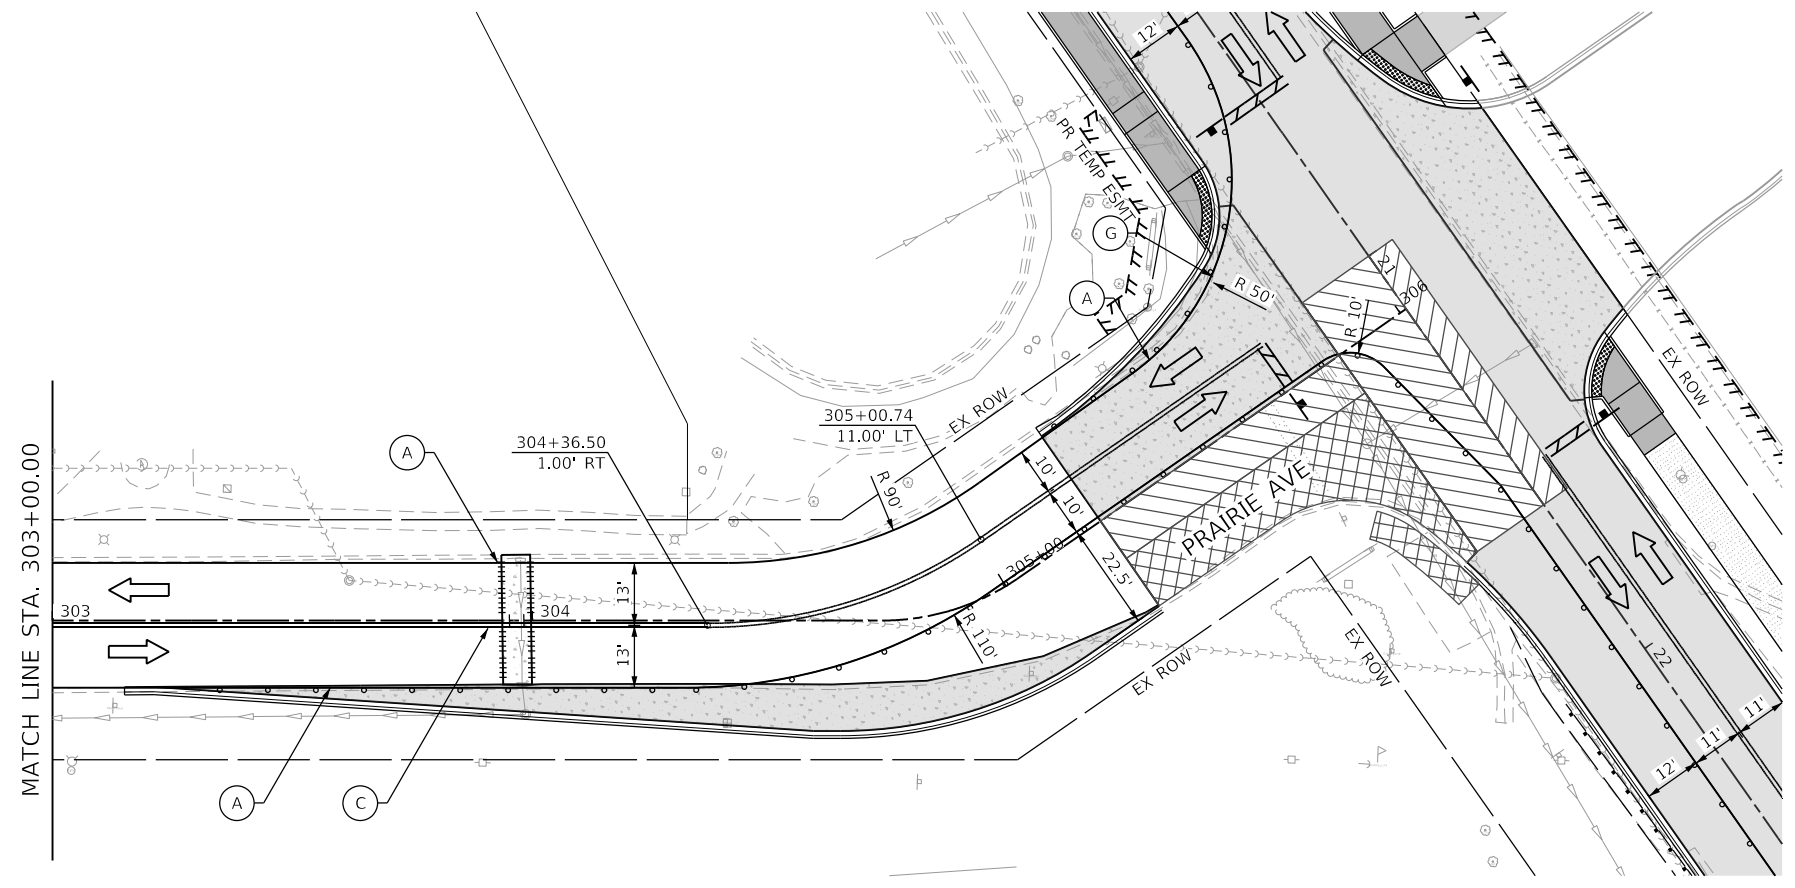 12'
PR TEMP ESMT
G
A
R 50'
21
306
R 10'
EX ROW
305+00.74
11.00' LT
EX ROW
304+36.50
1.00' RT
A
R 90'
10'
10'
22.5'
PRAIRIE AVE
305+00
303
304
13'
13'
R 110'
EX ROW
EX ROW
22
11'
11'
12'
A
C
MATCH LINE STA. 303+00.00